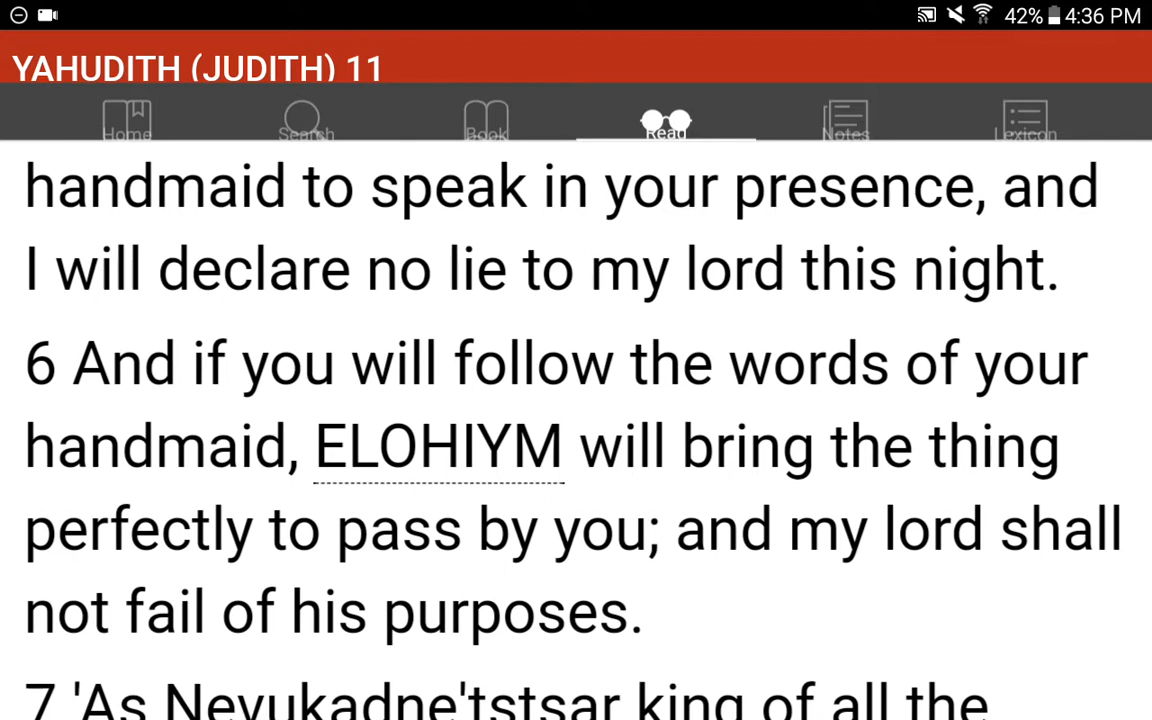 42% 4:36 PM
YAHUDITH (JUDITH) 11
Home Search Book Read Notes Lexicon
handmaid to speak in your presence, and
I will declare no lie to my lord this night.
6 And if you will follow the words of your
handmaid, ELOHIYM will bring the thing
perfectly to pass by you; and my lord shall
not fail of his purposes.
7 'As Nevukadne'tstsar king of all the